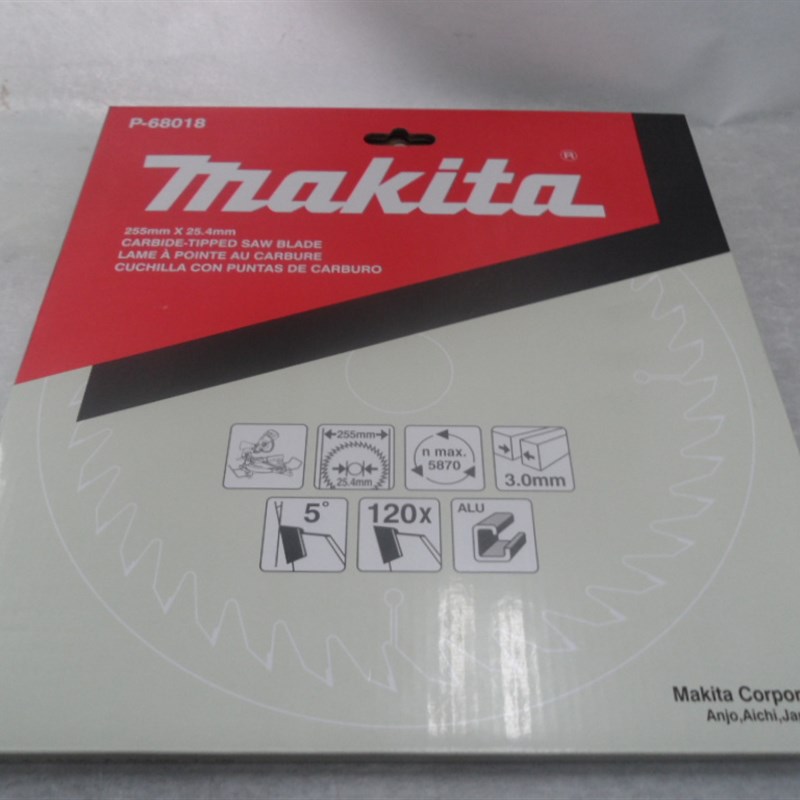 P-68018
makita®
255mm X 25.4mm
CARBIDE-TIPPED SAW BLADE
LAME À POINTE AU CARBURE
CUCHILLA CON PUNTAS DE CARBURO
255mm
25.4mm
n max.
5870
3.0mm
5°
120x
ALU
Makita Corpor
Anjo,Aichi,Jap